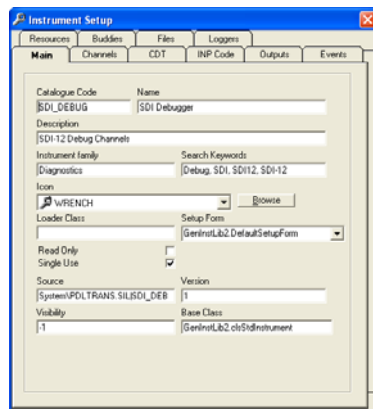 Instrument Setup
Resources Buddies Files Loggers
Main Channels CDT INP Code Outputs Events
Catalogue Code Name
SDI_DEBUG SDI Debugger
Description
SDI-12 Debug Channels
Instrument family Search Keywords
Diagnostics Debug, SDI, SDI12, SDI-12
Icon
WRENCH Browse
Loader Class Setup Form
GenInstLib2.DefaultSetupForm
Read Only
Single Use
Source Version
System\PDLTRANS.SIL|SDI_DEB 1
Visibility Base Class
-1 GenInstLib2.clsStdInstrument